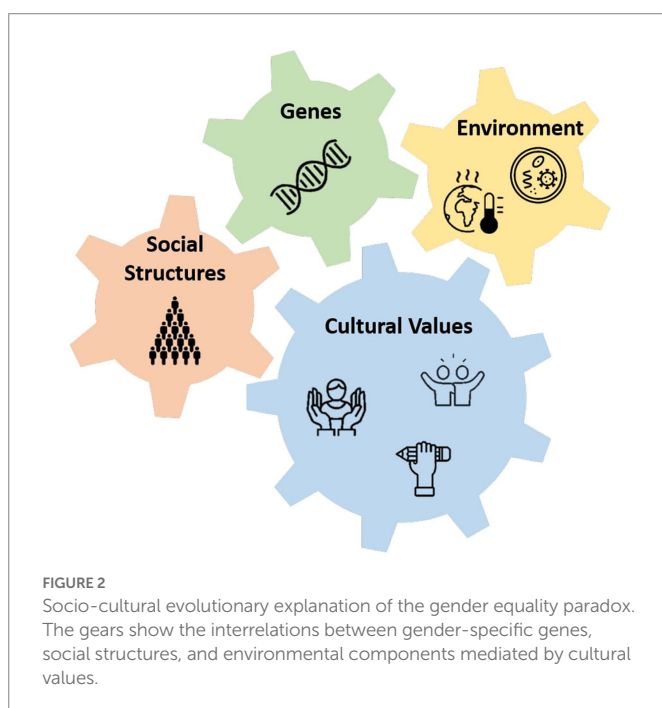 Genes
Environment
Social
Structures
Cultural Values
FIGURE 2
Socio-cultural evolutionary explanation of the gender equality paradox.
The gears show the interrelations between gender-specific genes,
social structures, and environmental components mediated by cultural
values.